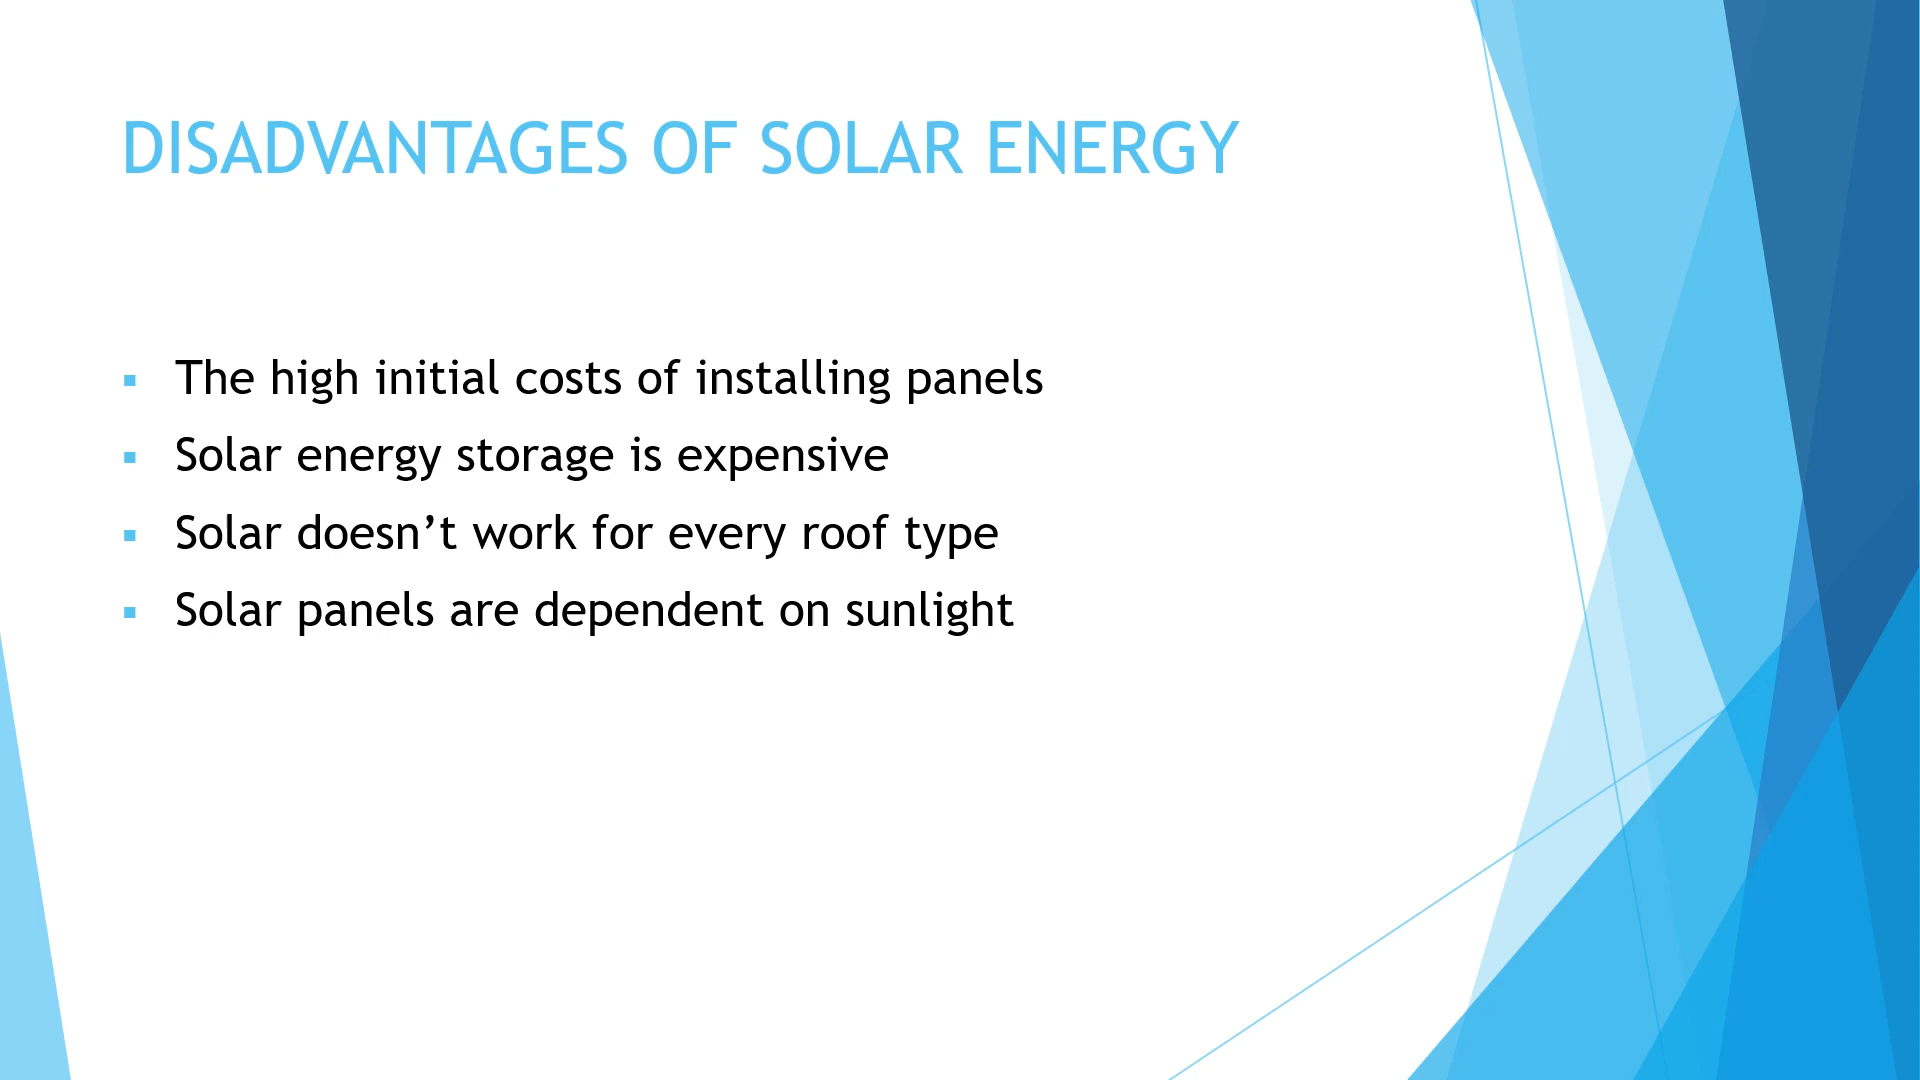 DISADVANTAGES OF SOLAR ENERGY
▪ The high initial costs of installing panels
▪ Solar energy storage is expensive
▪ Solar doesn’t work for every roof type
▪ Solar panels are dependent on sunlight